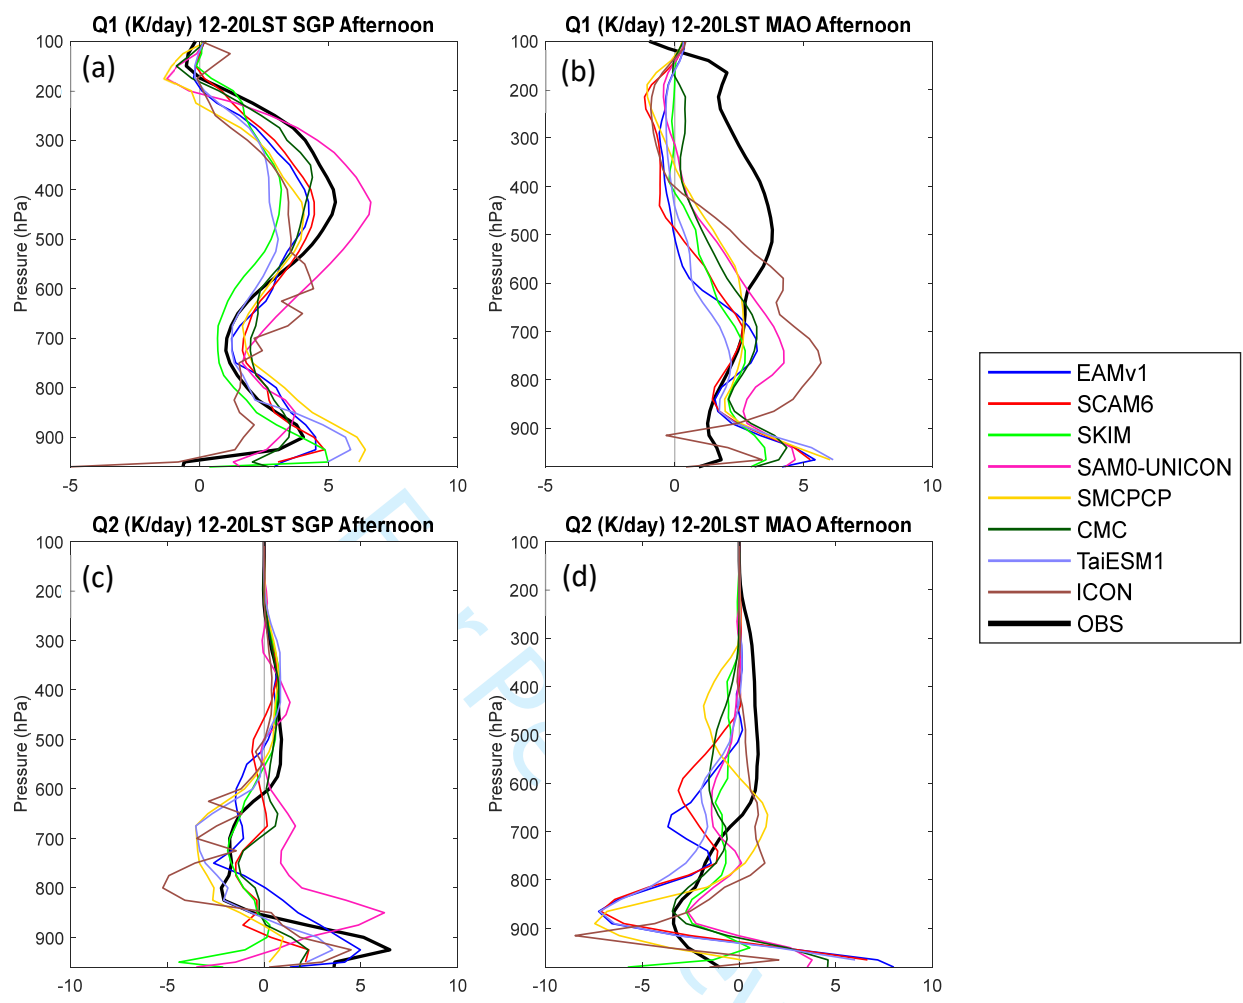 Q1 (K/day) 12-20LST SGP Afternoon
(a)
Pressure (hPa)
100
200
300
400
500
600
700
800
900
-5
0
5
10
Q1 (K/day) 12-20LST MAO Afternoon
(b)
Pressure (hPa)
100
200
300
400
500
600
700
800
900
-5
0
5
10
EAMv1
SCAM6
SKIM
SAM0-UNICON
SMCPCP
CMC
TaiESM1
ICON
OBS
Q2 (K/day) 12-20LST SGP Afternoon
(c)
Pressure (hPa)
100
200
300
400
500
600
700
800
900
-10
-5
0
5
10
Q2 (K/day) 12-20LST MAO Afternoon
(d)
Pressure (hPa)
100
200
300
400
500
600
700
800
900
-10
-5
0
5
10